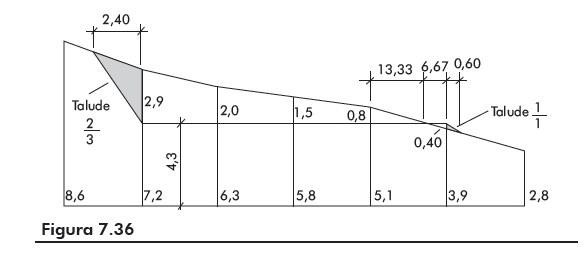 2,40
13,33 6,67 0,60
Talude
2
3
2,9
2,0
1,5
0,8
Talude 1
1
0,40
4,3
8,6 7,2 6,3 5,8 5,1 3,9 2,8
Figura 7.36